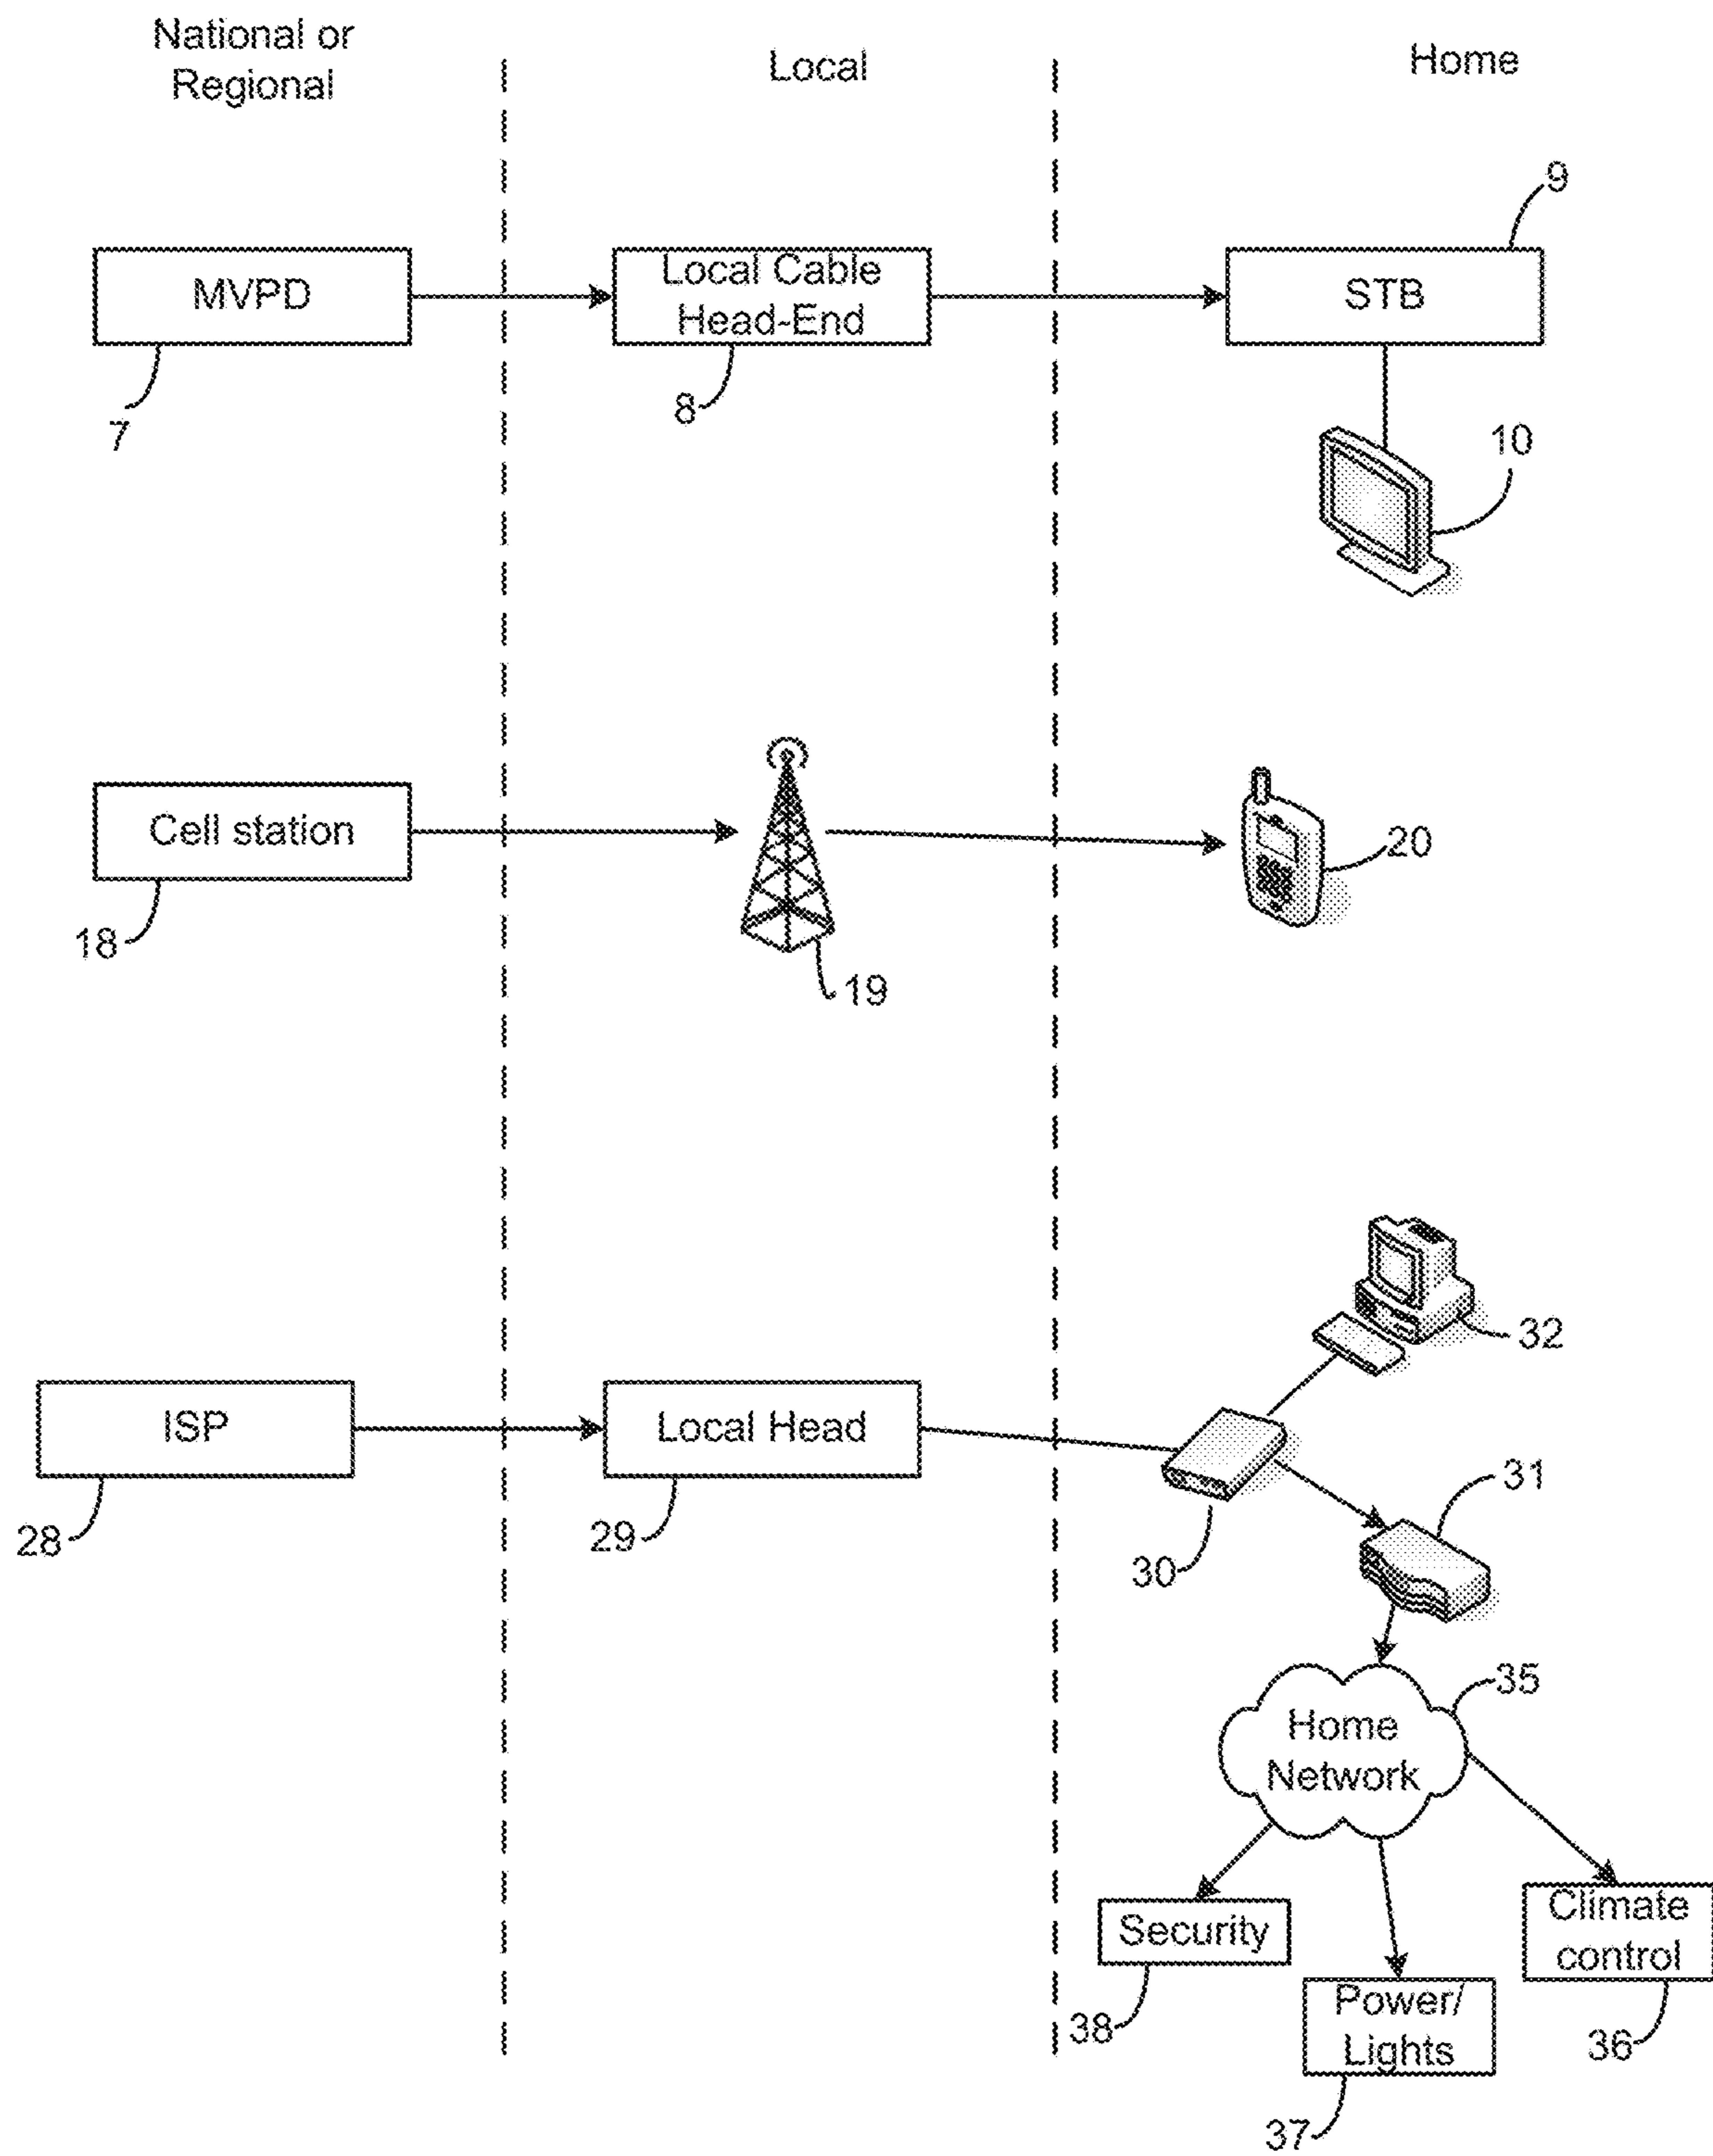 National or
Regional
Local
Home
9
MVPD
Local Cable
Head-End
STB
7
8
10
Cell station
18
19
20
32
ISP
Local Head
28
29
30
31
35
Home
Network
Security
Climate
control
38
Power/
Lights
36
37